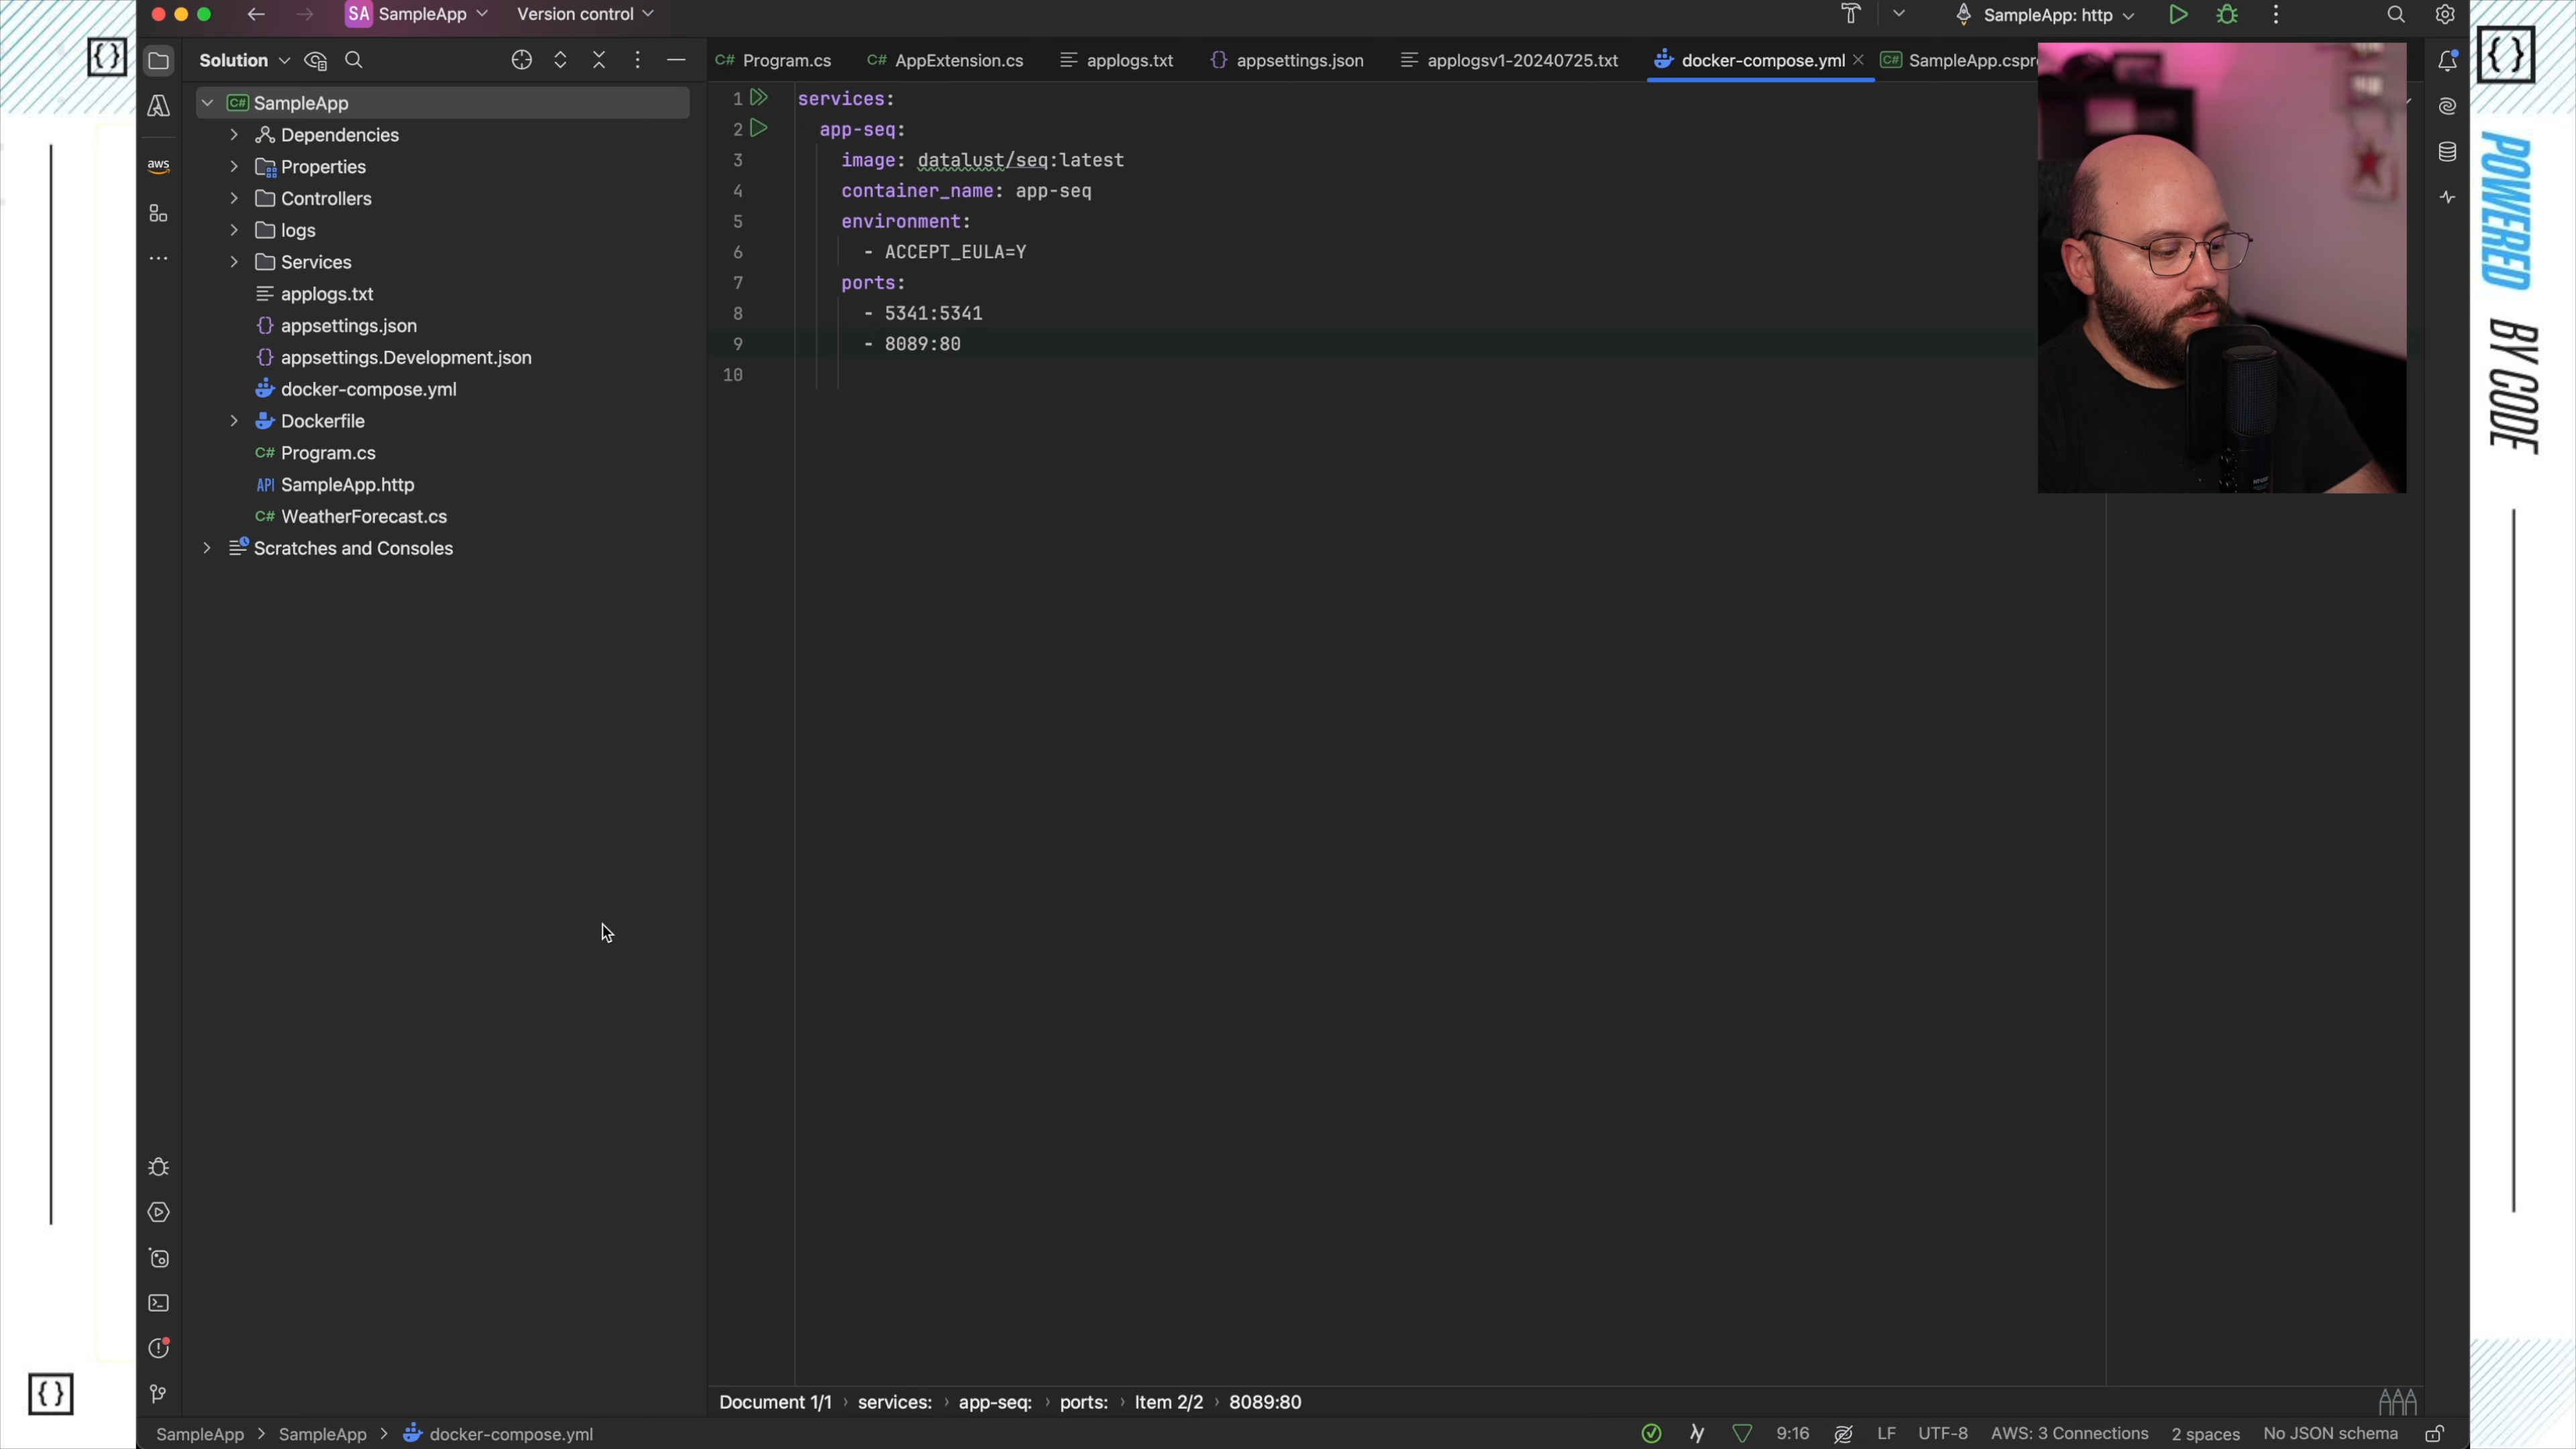 SA SampleApp Version control SampleApp: http
Solution
Program.cs AppExtension.cs applogs.txt appsettings.json applogsv1-20240725.txt docker-compose.yml SampleApp.cspr
SampleApp
Dependencies
Properties
Controllers
logs
Services
applogs.txt
appsettings.json
appsettings.Development.json
docker-compose.yml
Dockerfile
C# Program.cs
API SampleApp.http
C# WeatherForecast.cs
Scratches and Consoles
aws
1 services:
2 app-seq:
3 image: datalust/seq:latest
4 container_name: app-seq
5 environment:
6 - ACCEPT_EULA=Y
7 ports:
8 - 5341:5341
9 - 8089:80
10
POWERED BY CODE
Document 1/1 › services: › app-seq: › ports: › Item 2/2 › 8089:80
SampleApp > SampleApp > docker-compose.yml 9:16 LF UTF-8 AWS: 3 Connections 2 spaces No JSON schema